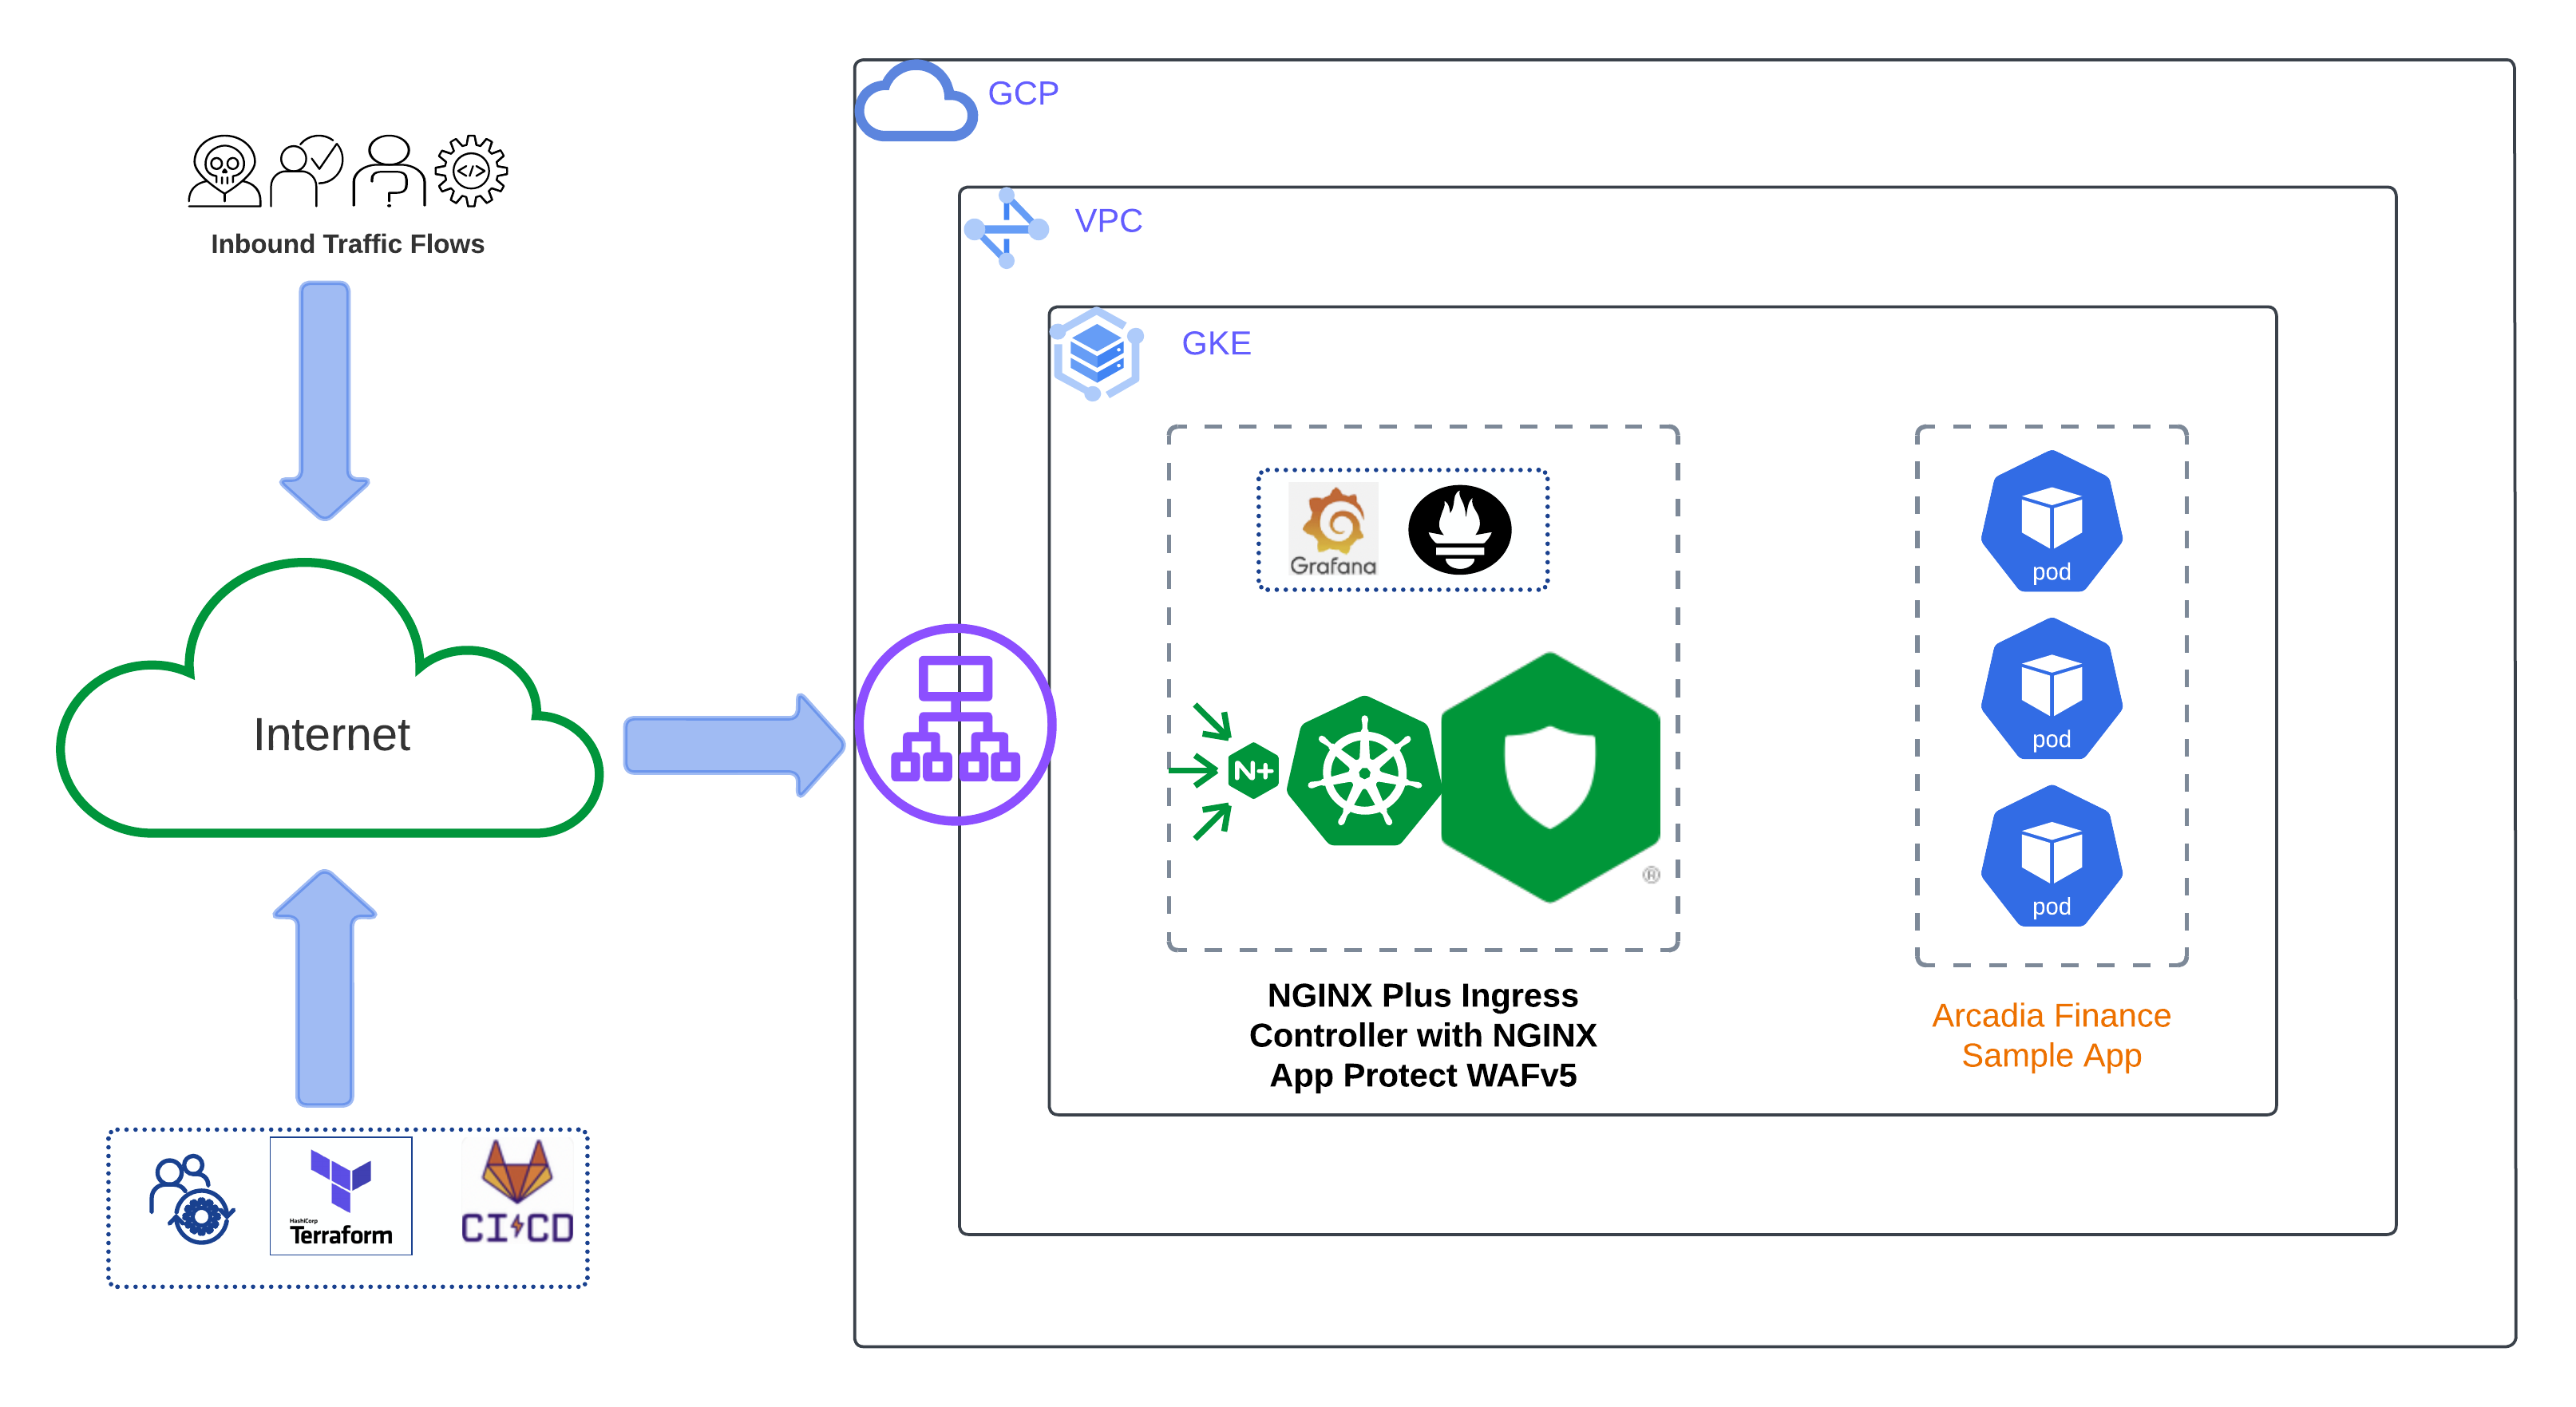 GCP
VPC
GKE
</>
Inbound Traffic Flows
Grafana
pod
pod
pod
Internet
N+
®
NGINX Plus Ingress
Controller with NGINX
App Protect WAFv5
Arcadia Finance
Sample App
HashiCorp
Terraform
CI CD